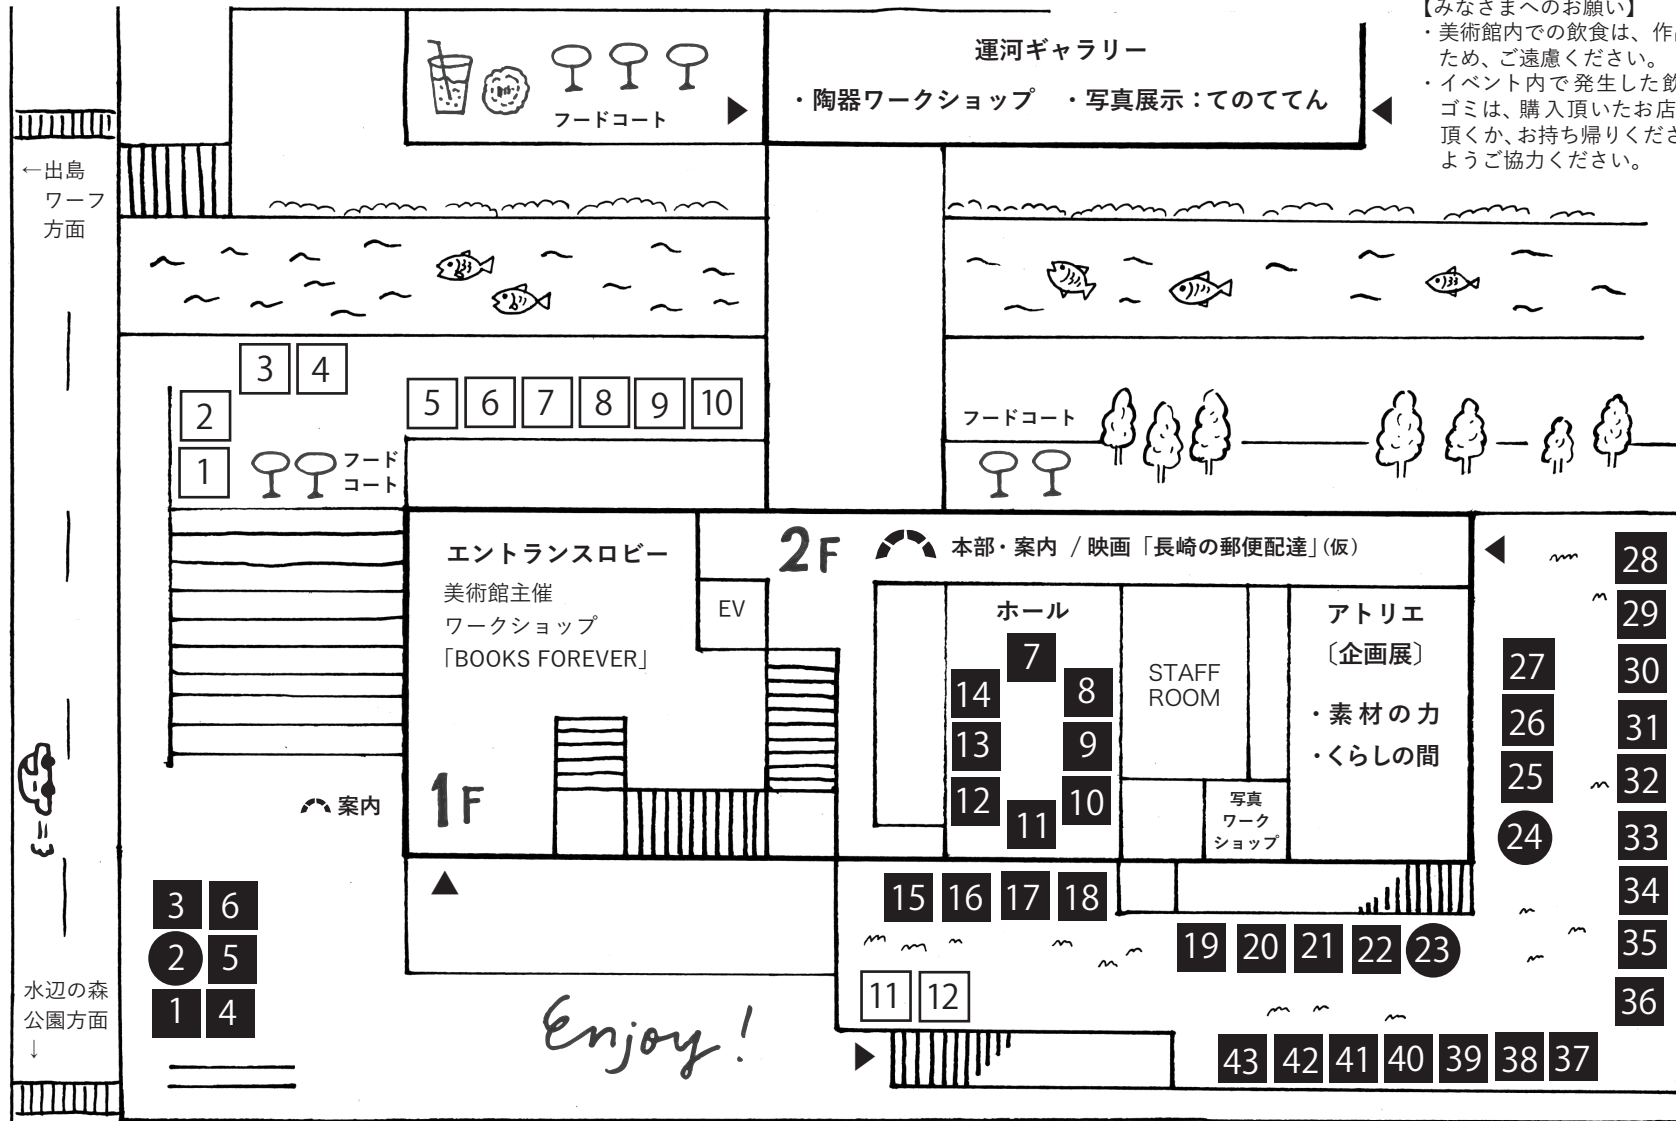 【みなさまへのお願い】
・美術館内での飲食は、作
ため、ご遠慮ください。
・イベント内で発生した飲
ゴミは、購入頂いたお店
頂くか、お持ち帰りくださ
ようご協力ください。
運河ギャラリー
・陶器ワークショップ ・写真展示：てのててん
フードコート
←出島
ワーフ
方面
3 4
2
1
フード
コート
5 6 7 8 9 10
フードコート
エントランスロビー
美術館主催
ワークショップ
「BOOKS FOREVER」
EV
1F
2F
本部・案内 / 映画「長崎の郵便配達」(仮)
ホール
7
14 8
13 9
12 10
11
STAFF
ROOM
写真
ワーク
ショップ
アトリエ
〔企画展〕
・素材の力
・くらしの間
案内
3 6
2 5
1 4
水辺の森
公園方面
↓
Enjoy!
15 16 17 18
11 12
19 20 21 22 23
24
25
26
27
28
29
30
31
32
33
34
35
36
43 42 41 40 39 38 37